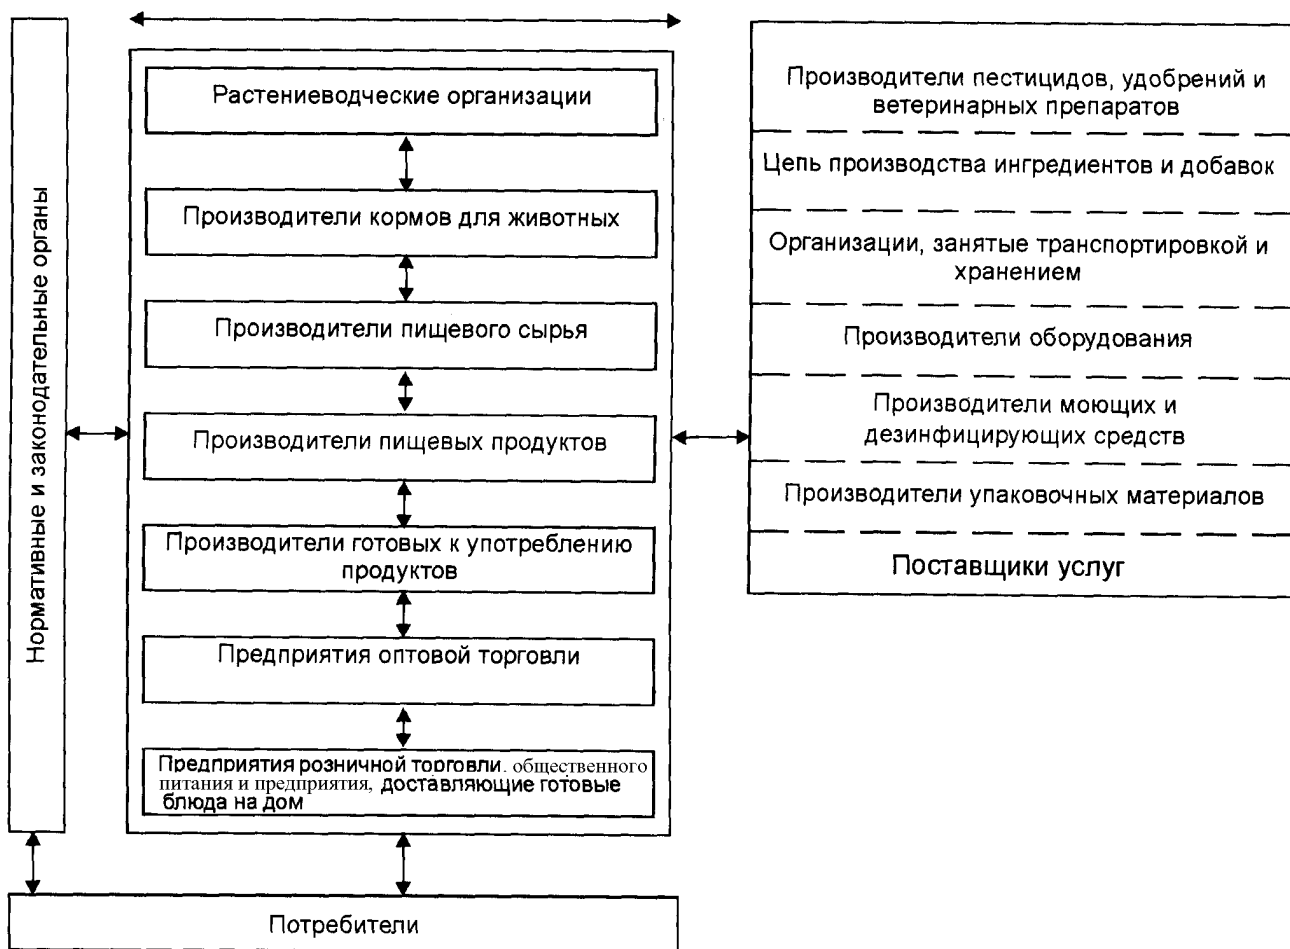 Нормативные и законодательные органы
Растениеводческие организации
Производители кормов для животных
Производители пищевого сырья
Производители пищевых продуктов
Производители готовых к употреблению
продуктов
Предприятия оптовой торговли
Предприятия розничной торговли, общественного
питания и предприятия, доставляющие готовые
блюда на дом
Производители пестицидов, удобрений и
ветеринарных препаратов
Цепь производства ингредиентов и добавок
Организации, занятые транспортировкой и
хранением
Производители оборудования
Производители моющих и
дезинфицирующих средств
Производители упаковочных материалов
Поставщики услуг
Потребители